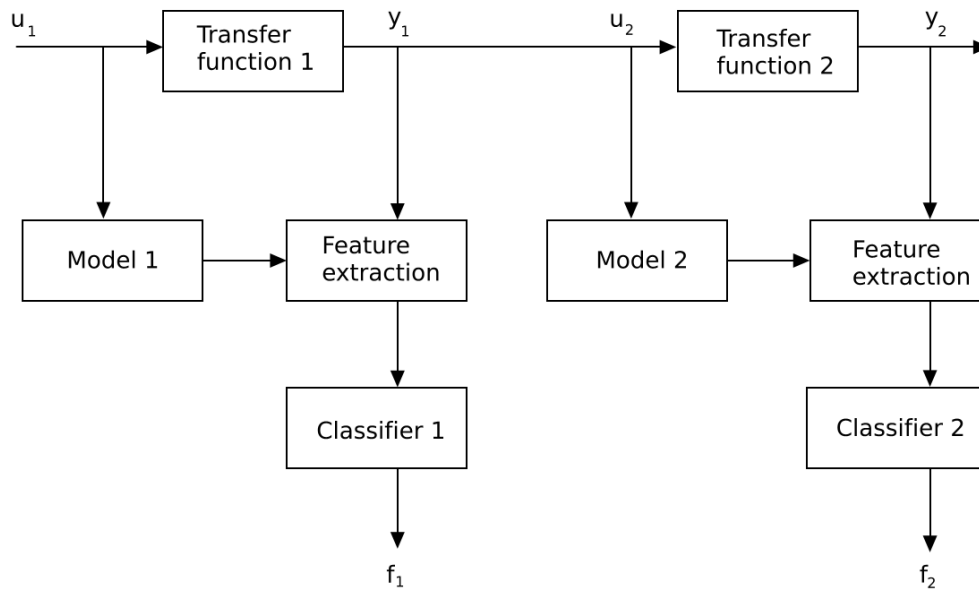 u₁
Transfer
function 1
y₁
u₂
Transfer
function 2
y₂
Model 1
Feature
extraction
Model 2
Feature
extraction
Classifier 1
Classifier 2
f₁
f₂